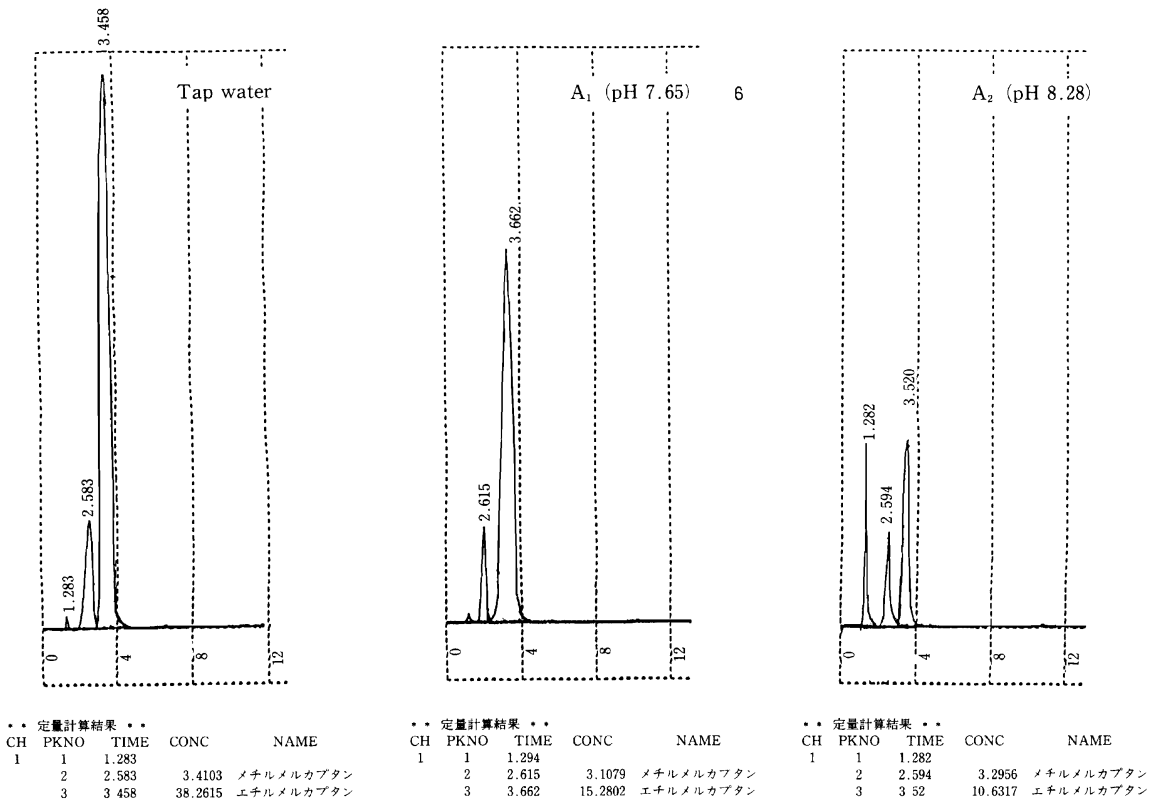 Tap water
3.458
2.583
1.283
0
4
8
12
A₁ (pH 7.65) 6
3.662
2.615
0
4
8
12
A₂ (pH 8.28)
1.282
2.594
3.520
0
4
8
12
* * 定量計算結果 * *
CH PKNO TIME CONC NAME
1 1 1.283
2 2.583 3.4103 メチルメルカプタン
3 3 458 38.2615 エチルメルカプタン
* * 定量計算結果 * *
CH PKNO TIME CONC NAME
1 1 1.294
2 2.615 3.1079 メチルメルカプタン
3 3.662 15.2802 エチルメルカプタン
* * 定量計算結果 * *
CH PKNO TIME CONC NAME
1 1 1.282
2 2.594 3.2956 メチルメルカプタン
3 3 52 10.6317 エチルメルカプタン